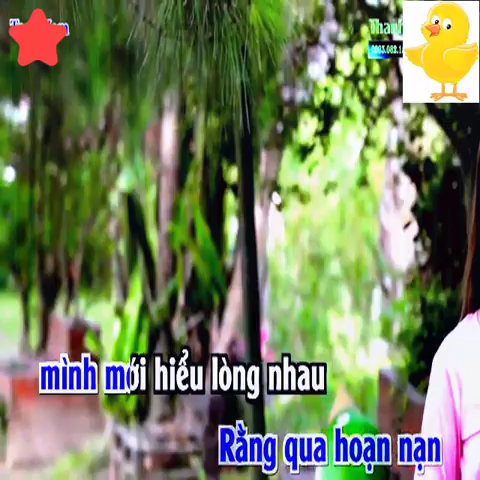 mình mới hiểu lòng nhau
Rằng qua hoạn nạn